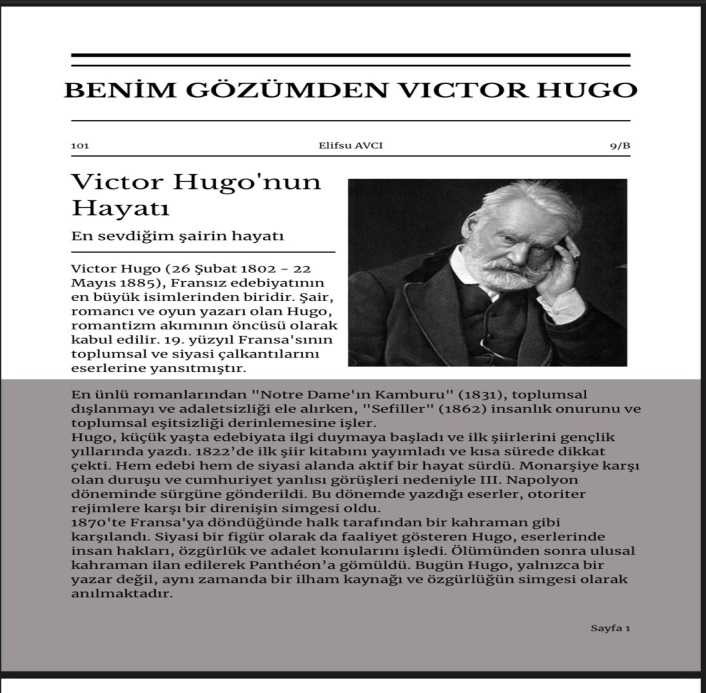 BENİM GÖZÜMDEN VICTOR HUGO
101 Elifsu AVCI 9/B
Victor Hugo'nun
Hayatı
En sevdiğim şairin hayatı
Victor Hugo (26 Şubat 1802 – 22
Mayıs 1885), Fransız edebiyatının
en büyük isimlerinden biridir. Şair,
romancı ve oyun yazarı olan Hugo,
romantizm akımının öncüsü olarak
kabul edilir. 19. yüzyıl Fransa'sının
toplumsal ve siyasi çalkantılarını
eserlerine yansıtmıştır.
En ünlü romanlarından "Notre Dame'ın Kamburu" (1831), toplumsal
dışlanmayı ve adaletsizliği ele alırken, "Sefiller" (1862) insanlık onurunu ve
toplumsal eşitsizliği derinlemesine işler.
Hugo, küçük yaşta edebiyata ilgi duymaya başladı ve ilk şiirlerini gençlik
yıllarında yazdı. 1822’de ilk şiir kitabını yayımladı ve kısa sürede dikkat
çekti. Hem edebi hem de siyasi alanda aktif bir hayat sürdü. Monarşiye karşı
olan duruşu ve cumhuriyet yanlısı görüşleri nedeniyle III. Napolyon
döneminde sürgüne gönderildi. Bu dönemde yazdığı eserler, otoriter
rejimlere karşı bir direnişin simgesi oldu.
1870'te Fransa'ya döndüğünde halk tarafından bir kahraman gibi
karşılandı. Siyasi bir figür olarak da faaliyet gösteren Hugo, eserlerinde
insan hakları, özgürlük ve adalet konularını işledi. Ölümünden sonra ulusal
kahraman ilan edilerek Panthéon’a gömüldü. Bugün Hugo, yalnızca bir
yazar değil, aynı zamanda bir ilham kaynağı ve özgürlüğün simgesi olarak
anılmaktadır.
Sayfa 1